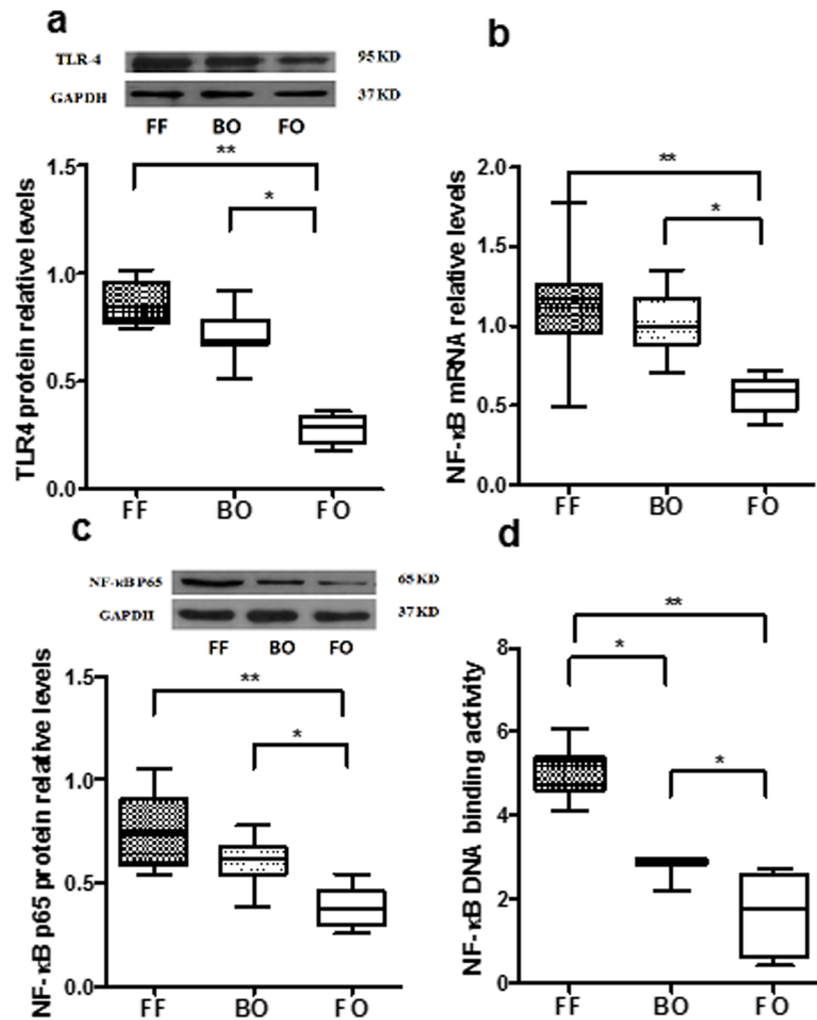 a
TLR-4 95 KD
GAPDH 37 KD
FF BO FO
TLR4 protein relative levels
1.5
1.0
0.5
0.0
**
*
FF BO FO
b
NF-κB mRNA relative levels
2.0
1.5
1.0
0.5
0.0
**
*
FF BO FO
c
NF-κB P65 65 KD
GAPDH 37 KD
FF BO FO
NF-κB p65 protein relative levels
1.5
1.0
0.5
0.0
**
*
FF BO FO
d
NF-κB DNA binding activity
8
6
4
2
0
**
*
*
FF BO FO